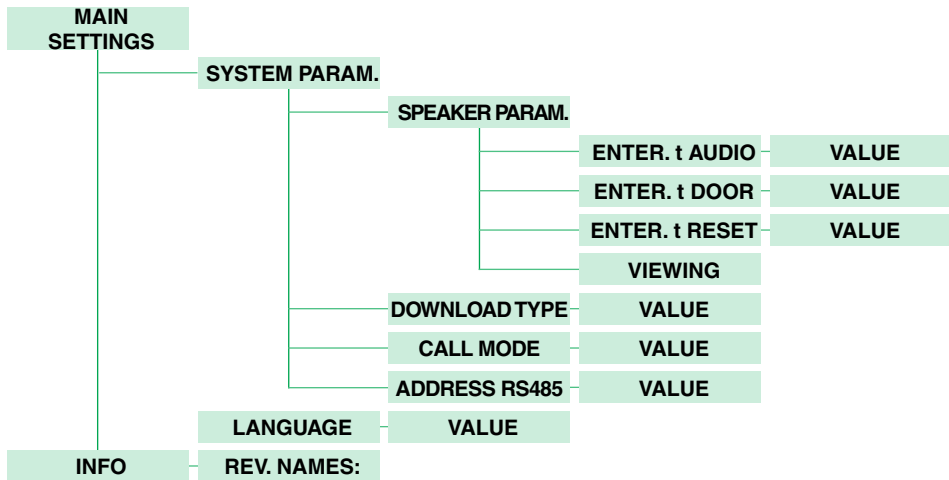 MAIN
SETTINGS
SYSTEM PARAM.
SPEAKER PARAM.
ENTER. t AUDIO VALUE
ENTER. t DOOR VALUE
ENTER. t RESET VALUE
VIEWING
DOWNLOAD TYPE VALUE
CALL MODE VALUE
ADDRESS RS485 VALUE
LANGUAGE VALUE
INFO REV. NAMES: